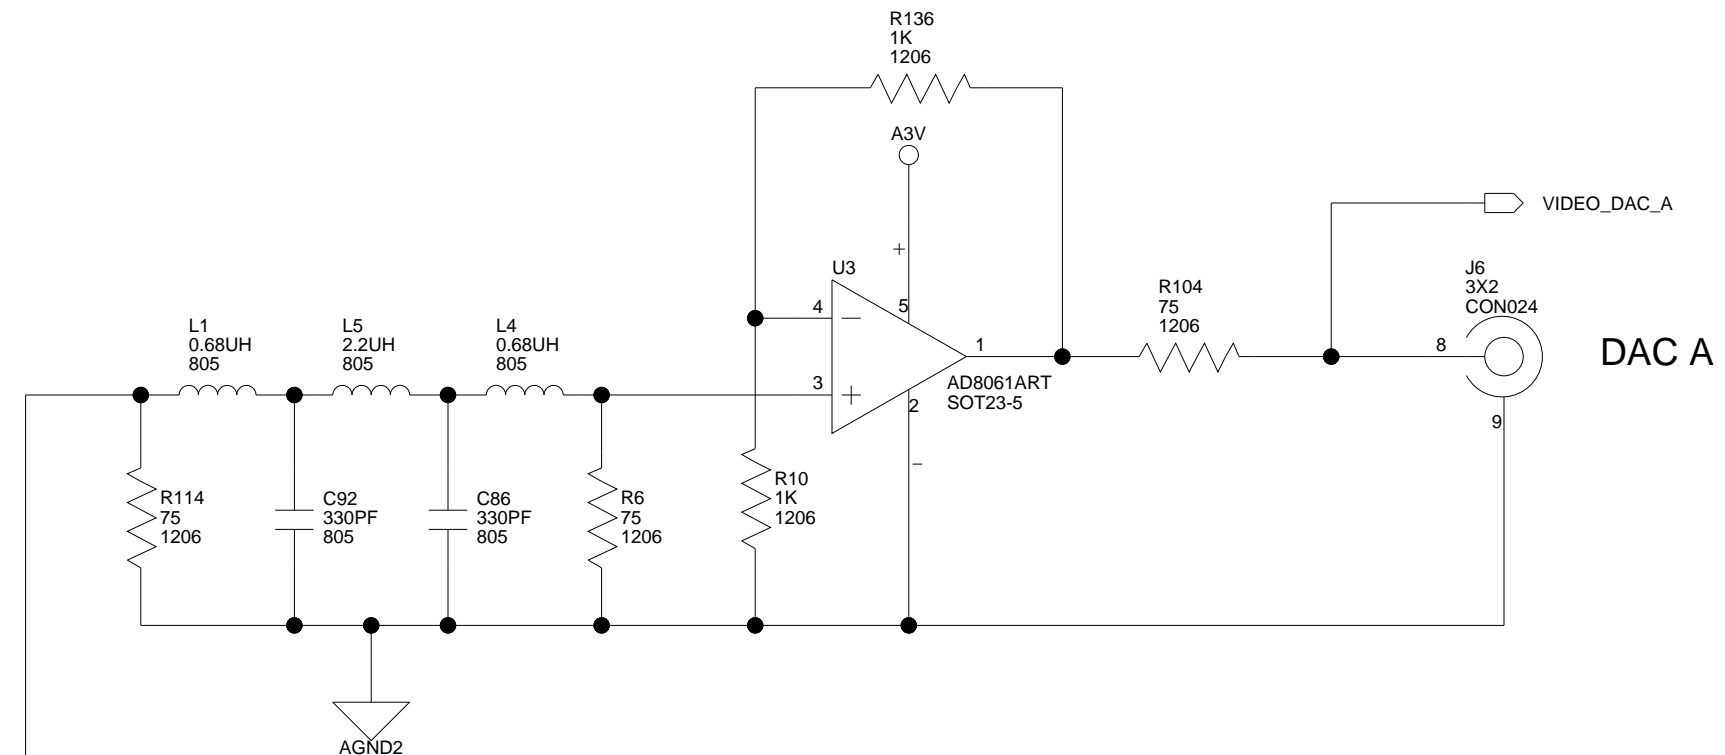 R136
1K
1206
A3V
VIDEO_DAC_A
+
U3
J6
3X2
CON024
R104
75
1206
4
−
5
L1
0.68UH
805
L5
2.2UH
805
L4
0.68UH
805
1
8
DAC A
3
+
2
AD8061ART
SOT23-5
9
−
R114
75
1206
C92
330PF
805
C86
330PF
805
R6
75
1206
R10
1K
1206
AGND2